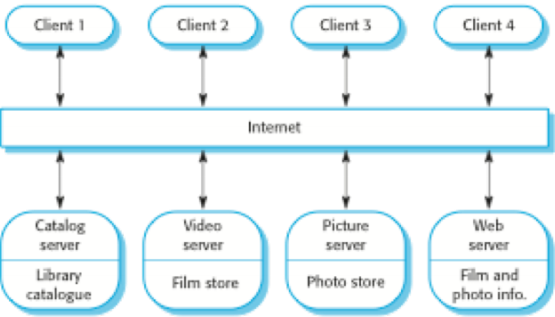 Client 1
Client 2
Client 3
Client 4
Internet
Catalog
server
Library
catalogue
Video
server
Film store
Picture
server
Photo store
Web
server
Film and
photo info.